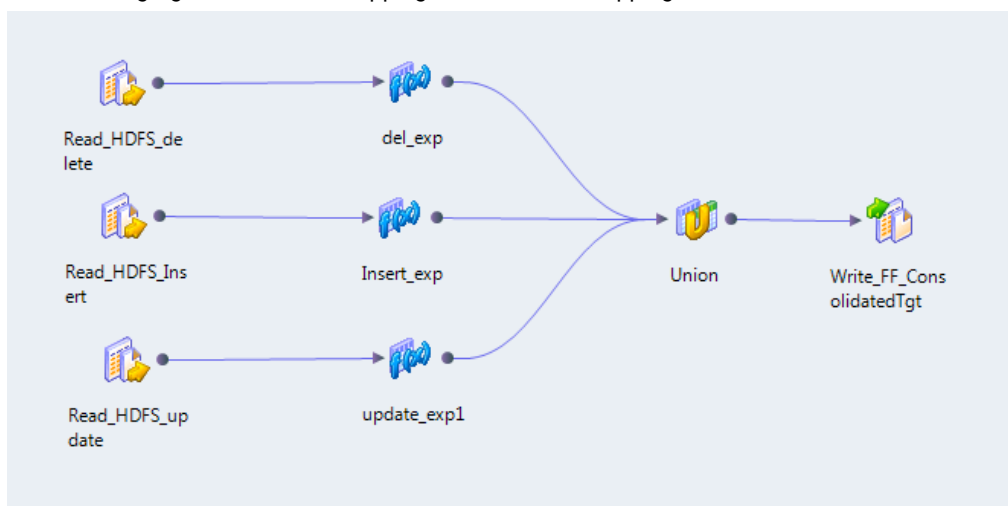 Read_HDFS_de
lete
del_exp
Read_HDFS_Ins
ert
Insert_exp
Union
Write_FF_Cons
olidatedTgt
Read_HDFS_up
date
update_exp1